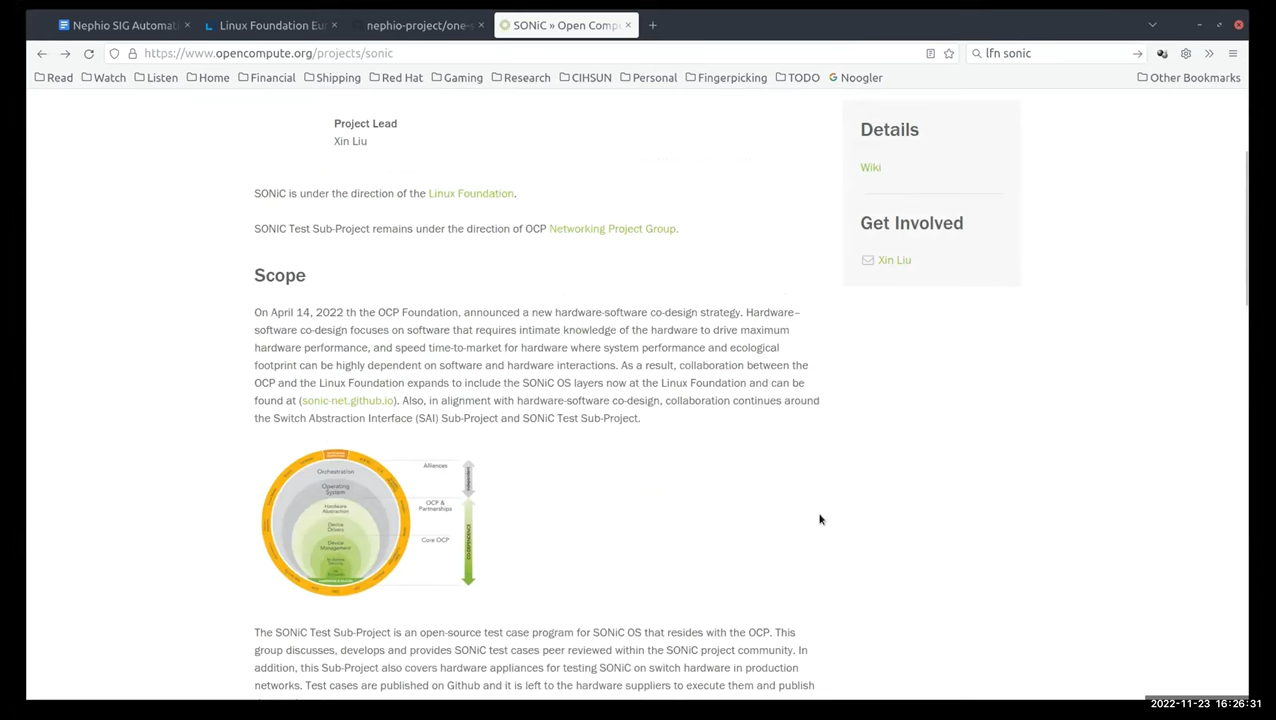 Nephio SIG Automat
Linux Foundation Eur
nephio-project/one-s
SONiC » Open Compu
https://www.opencompute.org/projects/sonic
lfn sonic
Read
Watch
Listen
Home
Financial
Shipping
Red Hat
Gaming
Research
CIHSUN
Personal
Fingerpicking
TODO
Noogler
Other Bookmarks
Project Lead
Xin Liu
SONiC is under the direction of the Linux Foundation.
SONIC Test Sub-Project remains under the direction of OCP Networking Project Group.
Scope
On April 14, 2022 th the OCP Foundation, announced a new hardware-software co-design strategy. Hardware–
software co-design focuses on software that requires intimate knowledge of the hardware to drive maximum
hardware performance, and speed time-to-market for hardware where system performance and ecological
footprint can be highly dependent on software and hardware interactions. As a result, collaboration between the
OCP and the Linux Foundation expands to include the SONiC OS layers now at the Linux Foundation and can be
found at (sonic-net.github.io). Also, in alignment with hardware-software co-design, collaboration continues around
the Switch Abstraction Interface (SAI) Sub-Project and SONiC Test Sub-Project.
Orchestration
Operating
System
Hardware
Abstraction
Device
Drivers
Device
Management
Alliances
OCP &
Partnerships
Core OCP
The SONiC Test Sub-Project is an open-source test case program for SONiC OS that resides with the OCP. This
group discusses, develops and provides SONiC test cases peer reviewed within the SONiC project community. In
addition, this Sub-Project also covers hardware appliances for testing SONiC on switch hardware in production
networks. Test cases are published on Github and it is left to the hardware suppliers to execute them and publish
Details
Wiki
Get Involved
Xin Liu
2022-11-23 16:26:31